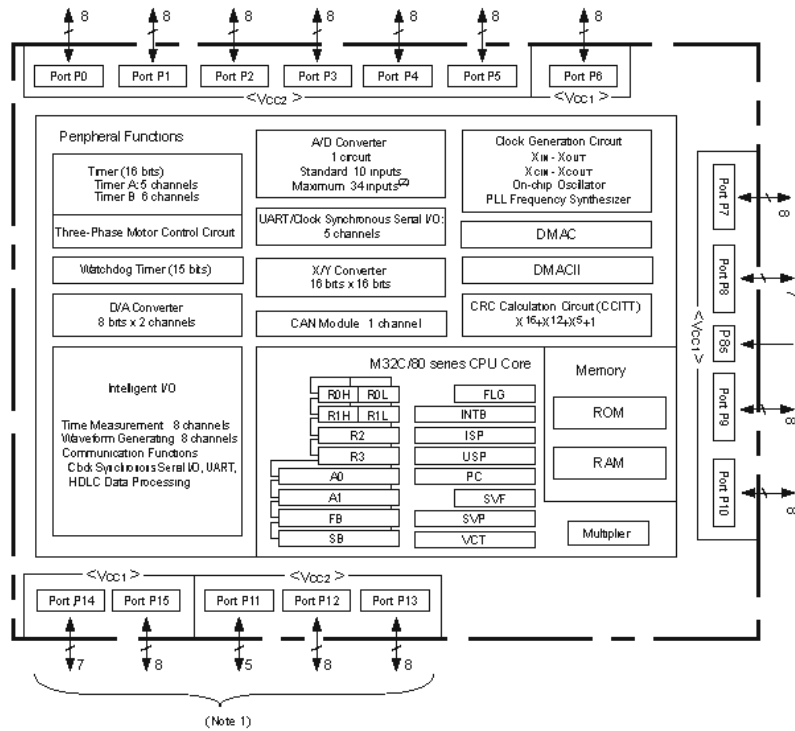 8 8 8 8 8 8 8
Port P0 Port P1 Port P2 Port P3 Port P4 Port P5 Port P6
<VCC2> <VCC1>
Peripheral Functions
Timer (16 bits)
Timer A: 5 channels
Timer B 6 channels
Three-Phase Motor Control Circuit
Watchdog Timer (15 bits)
D/A Converter
8 bits x 2 channels
Intelligent I/O
Time Measurement 8 channels
Waveform Generating 8 channels
Communication Functions
Clock Synchronous Serial I/O, UART,
HDLC Data Processing
A/D Converter
1 circuit
Standard 10 inputs
Maximum 34 inputs(2)
UART/Clock Synchronous Serial I/O:
5 channels
X/Y Converter
16 bits x 16 bits
CAN Module 1 channel
Clock Generation Circuit
XIN - XOUT
XCIN - XCOUT
On-chip Oscillator
PLL Frequency Synthesizer
DMAC
DMACII
CRC Calculation Circuit (CCITT)
X16+X12+X5+1
M32C/80 series CPU Core
R0H R0L
R1H R1L
R2
R3
A0
A1
FB
SB
FLG
INTB
ISP
USP
PC
SVF
SVP
VCT
Memory
ROM
RAM
Multiplier
<VCC1>
Port P7
8
Port P8
7
P85
Port P9
8
Port P10
8
<VCC1> <VCC2>
Port P14 Port P15 Port P11 Port P12 Port P13
7 8 5 8 8
(Note 1)